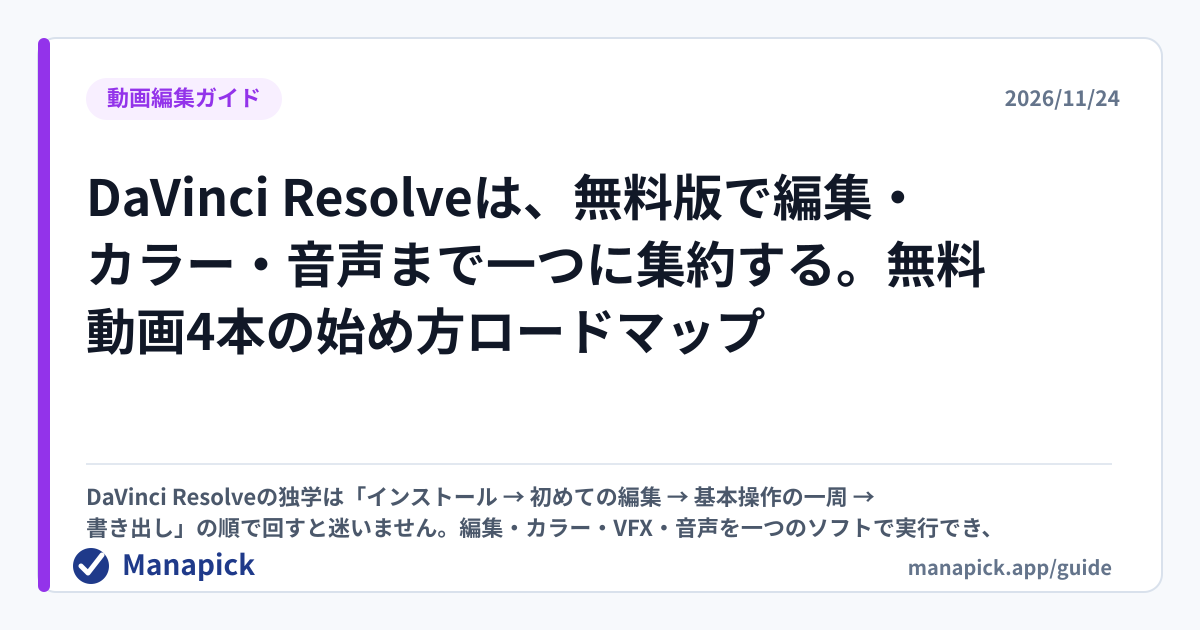 動画編集ガイド
2026/11/24
DaVinci Resolveは、無料版で編集・
カラー・音声まで一つに集約する。無料
動画4本の始め方ロードマップ
DaVinci Resolveの独学は「インストール → 初めての編集 → 基本操作の一周 →
書き出し」の順で回すと迷いません。編集・カラー・VFX・音声を一つのソフトで実行でき、
Manapick
manapick.app/guide